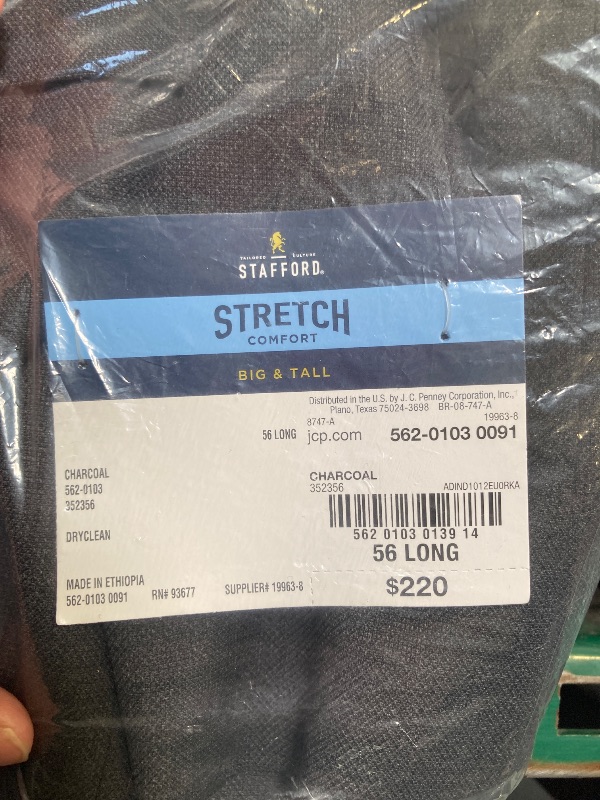 TAILORED CULTURE
STAFFORD®
STRETCH
COMFORT
BIG & TALL
Distributed in the U.S. by J. C. Penney Corporation, Inc.,
Plano, Texas 75024-3698 BR-08-747-A
8747-A 19963-8
56 LONG jcp.com 562-0103 0091
CHARCOAL
562-0103
352356
DRYCLEAN
MADE IN ETHIOPIA
562-0103 0091 RN# 93677 SUPPLIER# 19963-8
CHARCOAL
352356 ADIND1012EU0RKA
562 0103 0139 14
56 LONG
$220